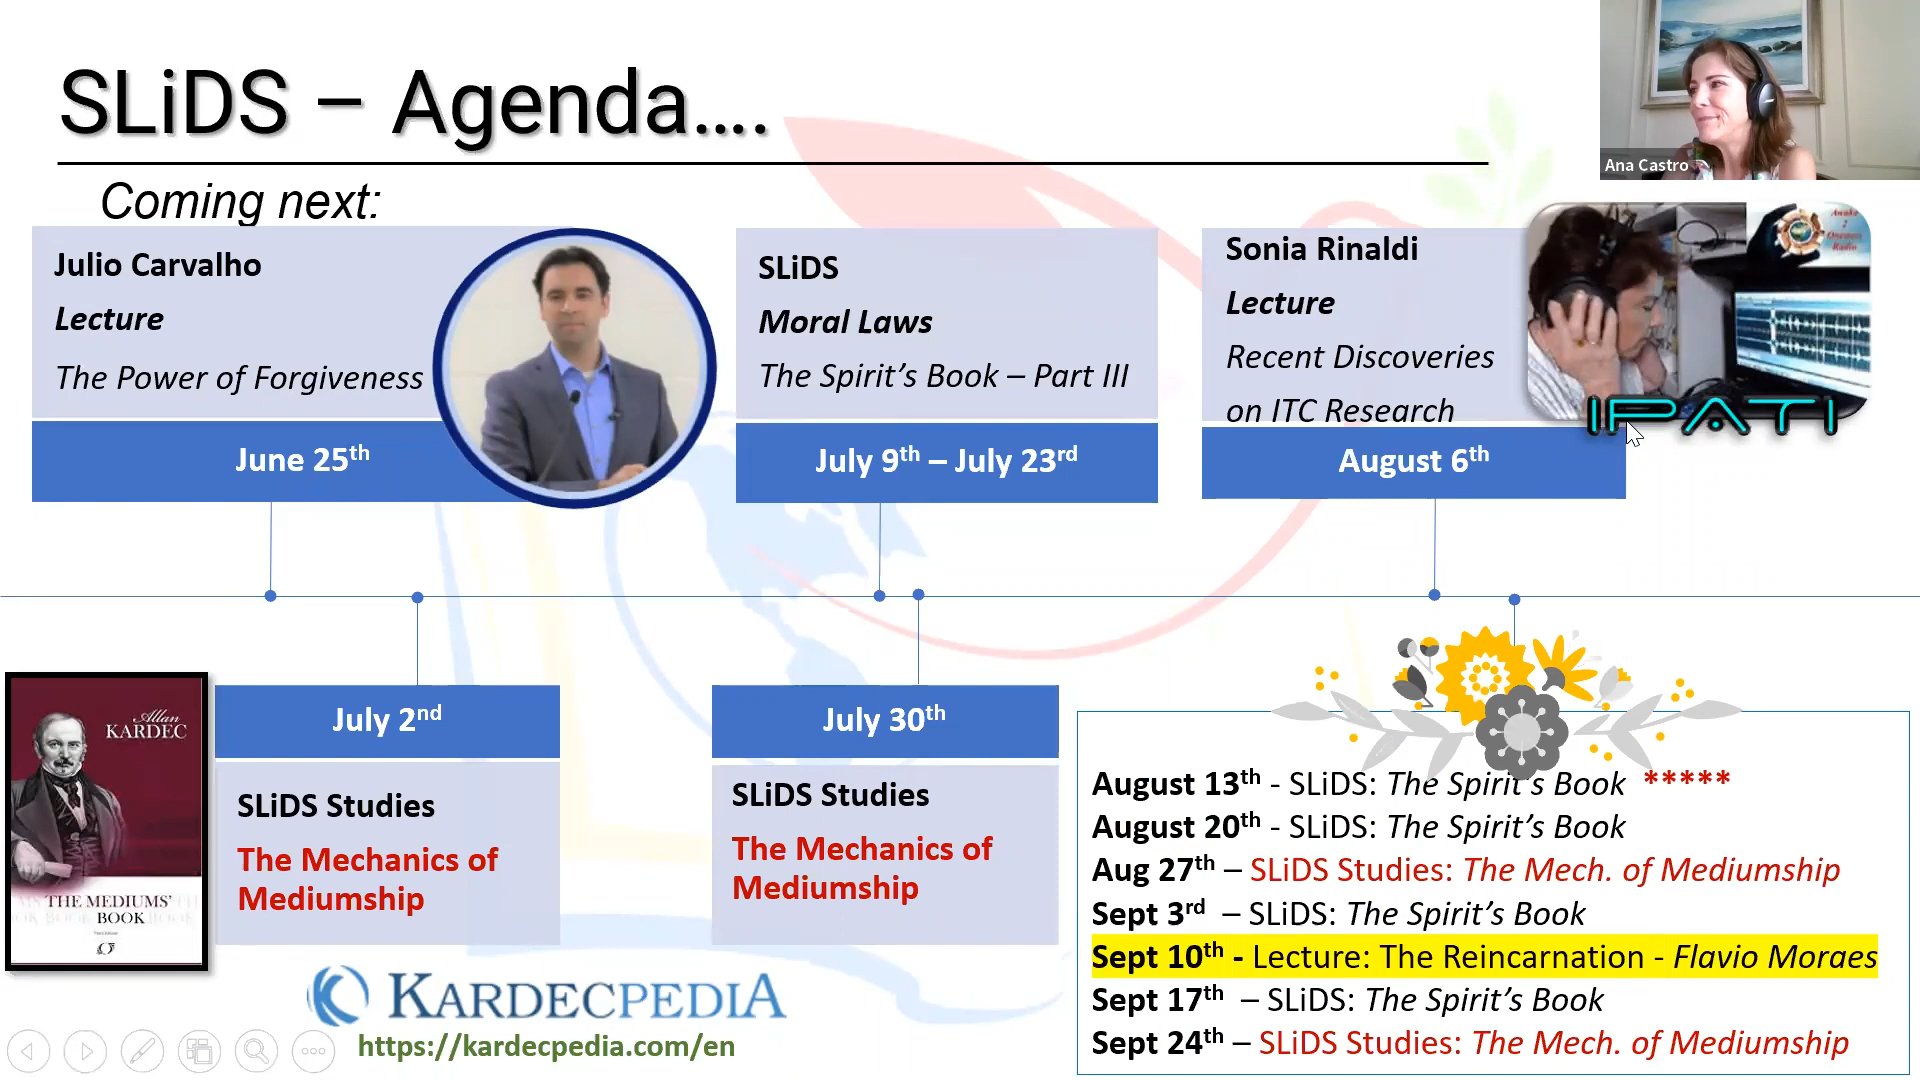 SLiDS – Agenda….
Ana Castro
Coming next:
Julio Carvalho
Lecture
The Power of Forgiveness
June 25th
SLiDS
Moral Laws
The Spirit's Book – Part III
July 9th – July 23rd
Sonia Rinaldi
Lecture
Recent Discoveries
on ITC Research
August 6th
Awake
2
Oneness
Radio
IPATI
Allan
KARDEC
THE MEDIUMS'
BOOK
July 2nd
SLiDS Studies
The Mechanics of
Mediumship
July 30th
SLiDS Studies
The Mechanics of
Mediumship
August 13th - SLiDS: The Spirit's Book *****
August 20th - SLiDS: The Spirit's Book
Aug 27th – SLiDS Studies: The Mech. of Mediumship
Sept 3rd – SLiDS: The Spirit's Book
Sept 10th - Lecture: The Reincarnation - Flavio Moraes
Sept 17th – SLiDS: The Spirit's Book
Sept 24th – SLiDS Studies: The Mech. of Mediumship
KARDECPEDIA
https://kardecpedia.com/en